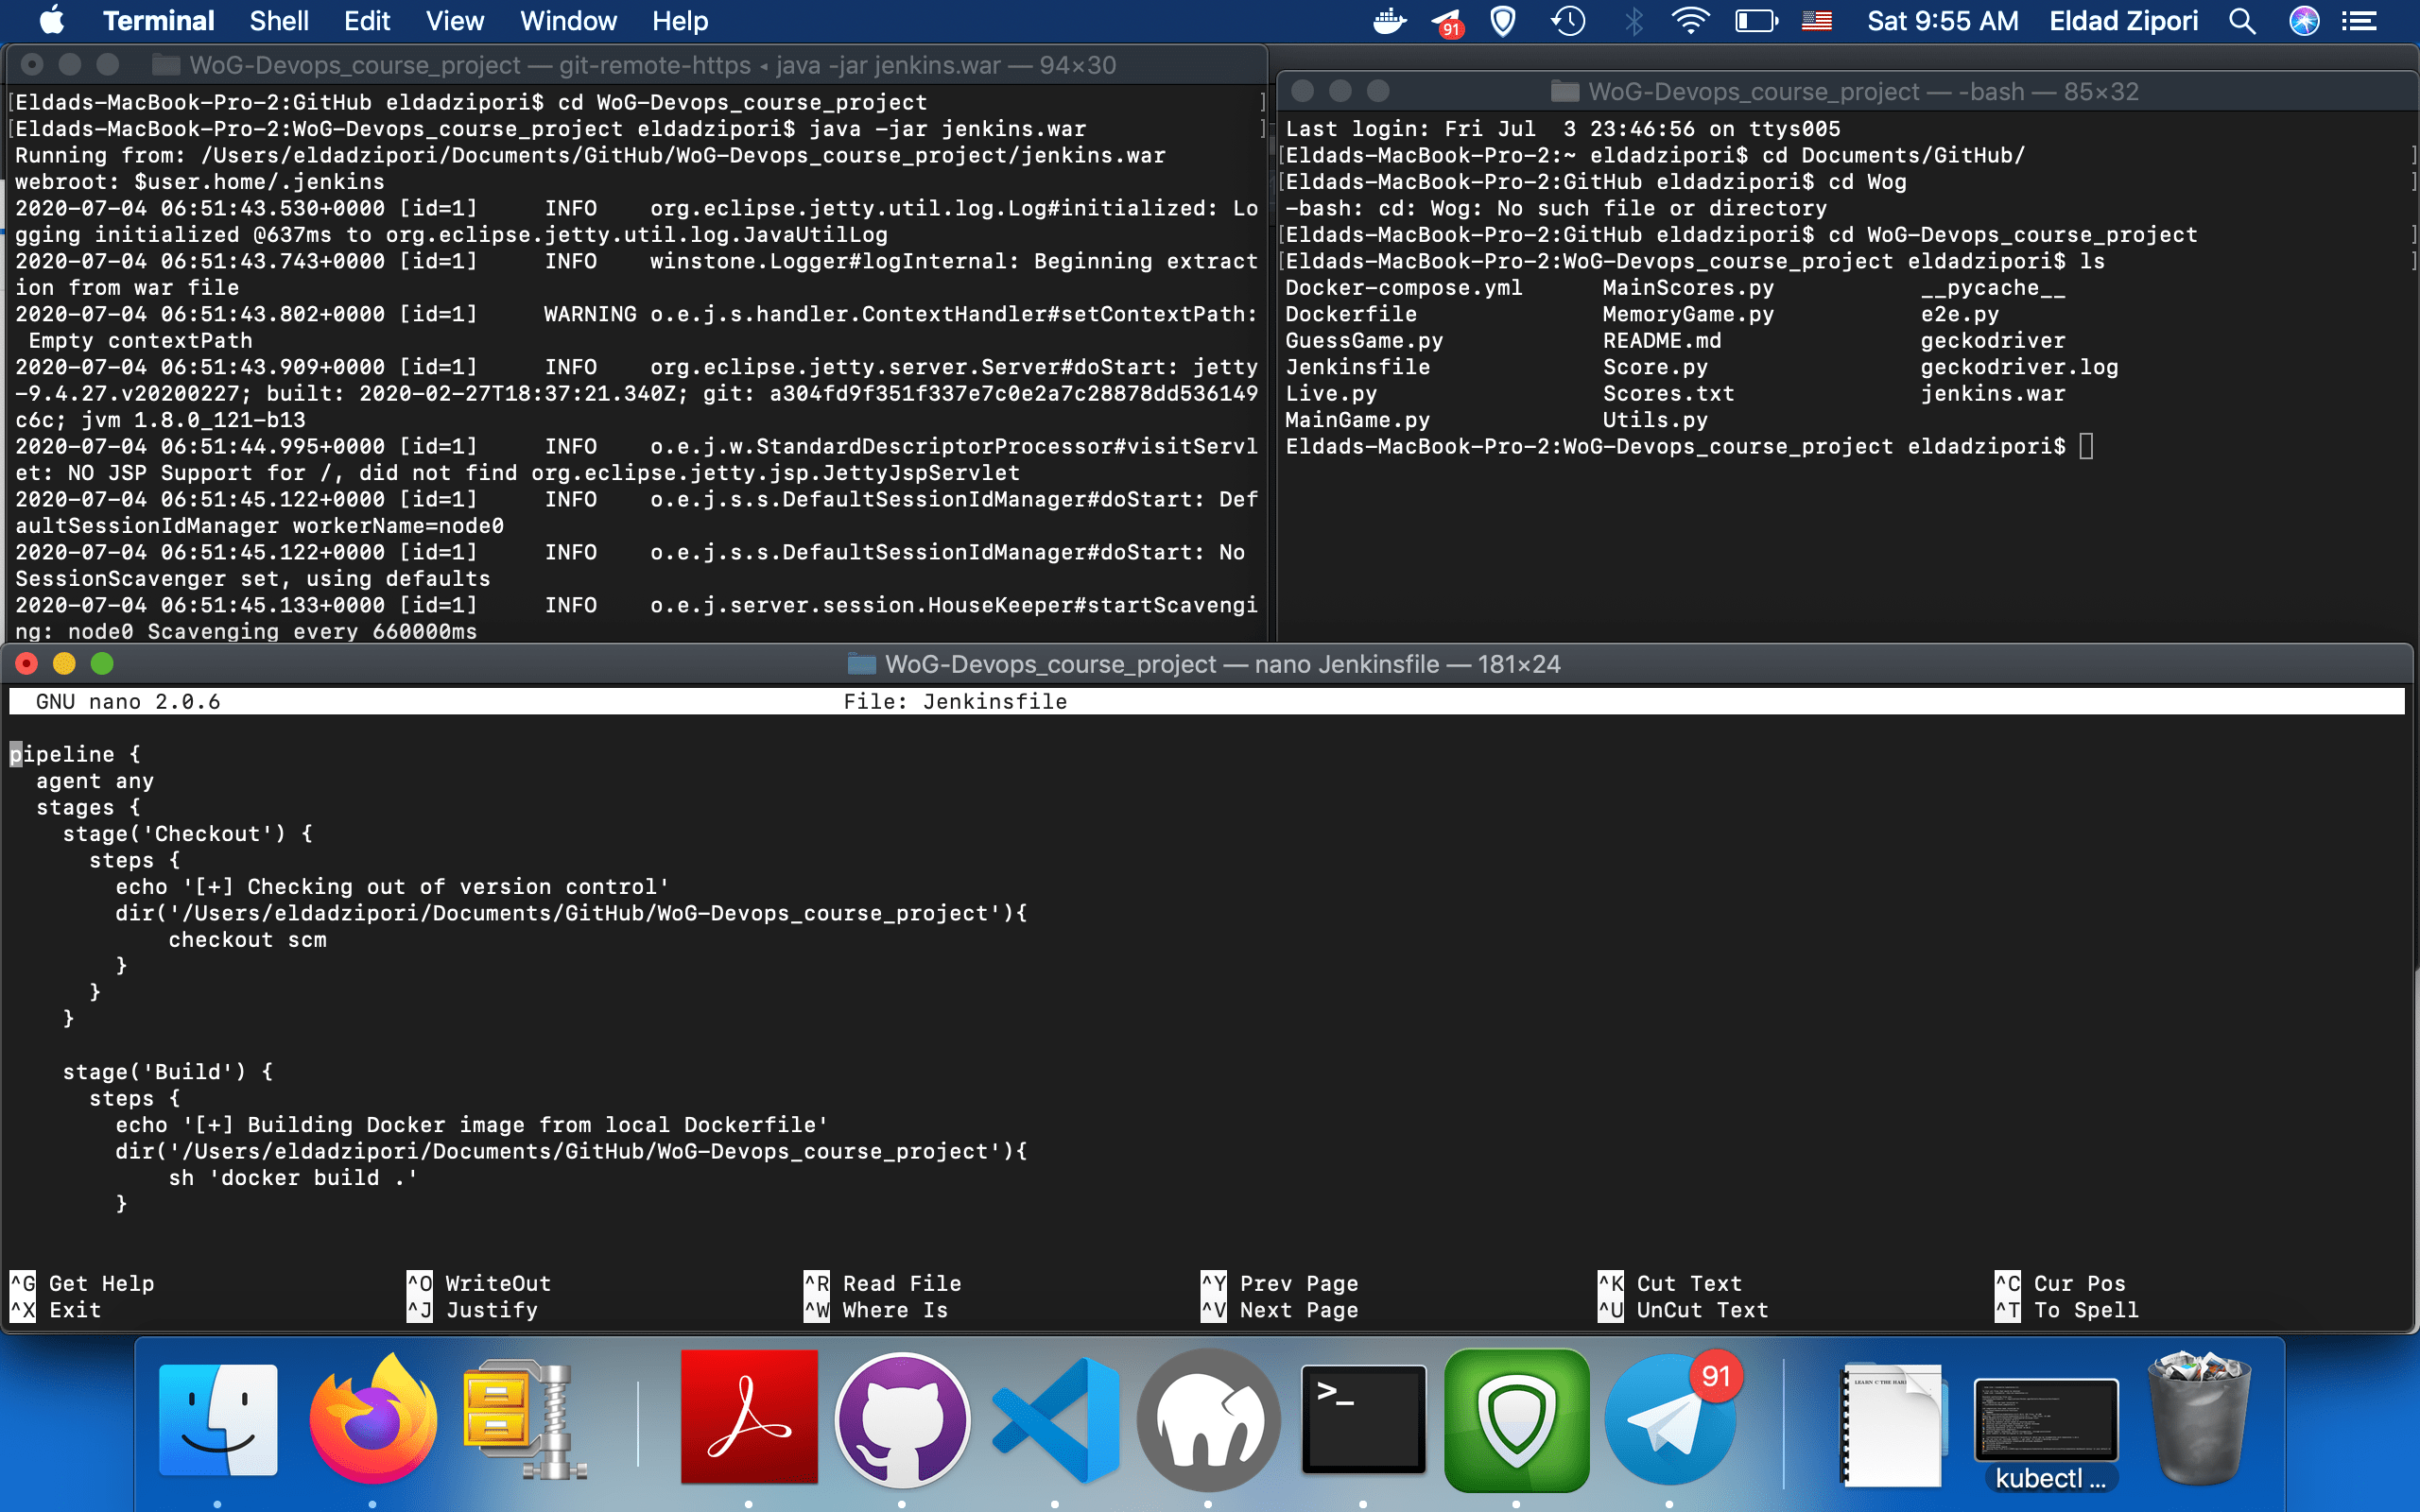 Terminal Shell Edit View Window Help 91 Sat 9:55 AM Eldad Zipori
WoG-Devops_course_project — git-remote-https ◂ java -jar jenkins.war — 94×30
[Eldads-MacBook-Pro-2:GitHub eldadzipori$ cd WoG-Devops_course_project ]
[Eldads-MacBook-Pro-2:WoG-Devops_course_project eldadzipori$ java -jar jenkins.war ]
Running from: /Users/eldadzipori/Documents/GitHub/WoG-Devops_course_project/jenkins.war
webroot: $user.home/.jenkins
2020-07-04 06:51:43.530+0000 [id=1] INFO org.eclipse.jetty.util.log.Log#initialized: Lo
gging initialized @637ms to org.eclipse.jetty.util.log.JavaUtilLog
2020-07-04 06:51:43.743+0000 [id=1] INFO winstone.Logger#logInternal: Beginning extract
ion from war file
2020-07-04 06:51:43.802+0000 [id=1] WARNING o.e.j.s.handler.ContextHandler#setContextPath:
Empty contextPath
2020-07-04 06:51:43.909+0000 [id=1] INFO org.eclipse.jetty.server.Server#doStart: jetty
-9.4.27.v20200227; built: 2020-02-27T18:37:21.340Z; git: a304fd9f351f337e7c0e2a7c28878dd536149
c6c; jvm 1.8.0_121-b13
2020-07-04 06:51:44.995+0000 [id=1] INFO o.e.j.w.StandardDescriptorProcessor#visitServl
et: NO JSP Support for /, did not find org.eclipse.jetty.jsp.JettyJspServlet
2020-07-04 06:51:45.122+0000 [id=1] INFO o.e.j.s.s.DefaultSessionIdManager#doStart: Def
aultSessionIdManager workerName=node0
2020-07-04 06:51:45.122+0000 [id=1] INFO o.e.j.s.s.DefaultSessionIdManager#doStart: No
SessionScavenger set, using defaults
2020-07-04 06:51:45.133+0000 [id=1] INFO o.e.j.server.session.HouseKeeper#startScavengi
ng: node0 Scavenging every 660000ms
WoG-Devops_course_project — -bash — 85×32
Last login: Fri Jul  3 23:46:56 on ttys005
[Eldads-MacBook-Pro-2:~ eldadzipori$ cd Documents/GitHub/ ]
[Eldads-MacBook-Pro-2:GitHub eldadzipori$ cd Wog ]
-bash: cd: Wog: No such file or directory
[Eldads-MacBook-Pro-2:GitHub eldadzipori$ cd WoG-Devops_course_project ]
[Eldads-MacBook-Pro-2:WoG-Devops_course_project eldadzipori$ ls ]
Docker-compose.yml MainScores.py __pycache__
Dockerfile MemoryGame.py e2e.py
GuessGame.py README.md geckodriver
Jenkinsfile Score.py geckodriver.log
Live.py Scores.txt jenkins.war
MainGame.py Utils.py
Eldads-MacBook-Pro-2:WoG-Devops_course_project eldadzipori$
WoG-Devops_course_project — nano Jenkinsfile — 181×24
GNU nano 2.0.6 File: Jenkinsfile
pipeline {
agent any
stages {
stage('Checkout') {
steps {
echo '[+] Checking out of version control'
dir('/Users/eldadzipori/Documents/GitHub/WoG-Devops_course_project'){
checkout scm
}
}
}
stage('Build') {
steps {
echo '[+] Building Docker image from local Dockerfile'
dir('/Users/eldadzipori/Documents/GitHub/WoG-Devops_course_project'){
sh 'docker build .'
}
^G Get Help ^O WriteOut ^R Read File ^Y Prev Page ^K Cut Text ^C Cur Pos
^X Exit ^J Justify ^W Where Is ^V Next Page ^U UnCut Text ^T To Spell
91
>_
kubectl ...